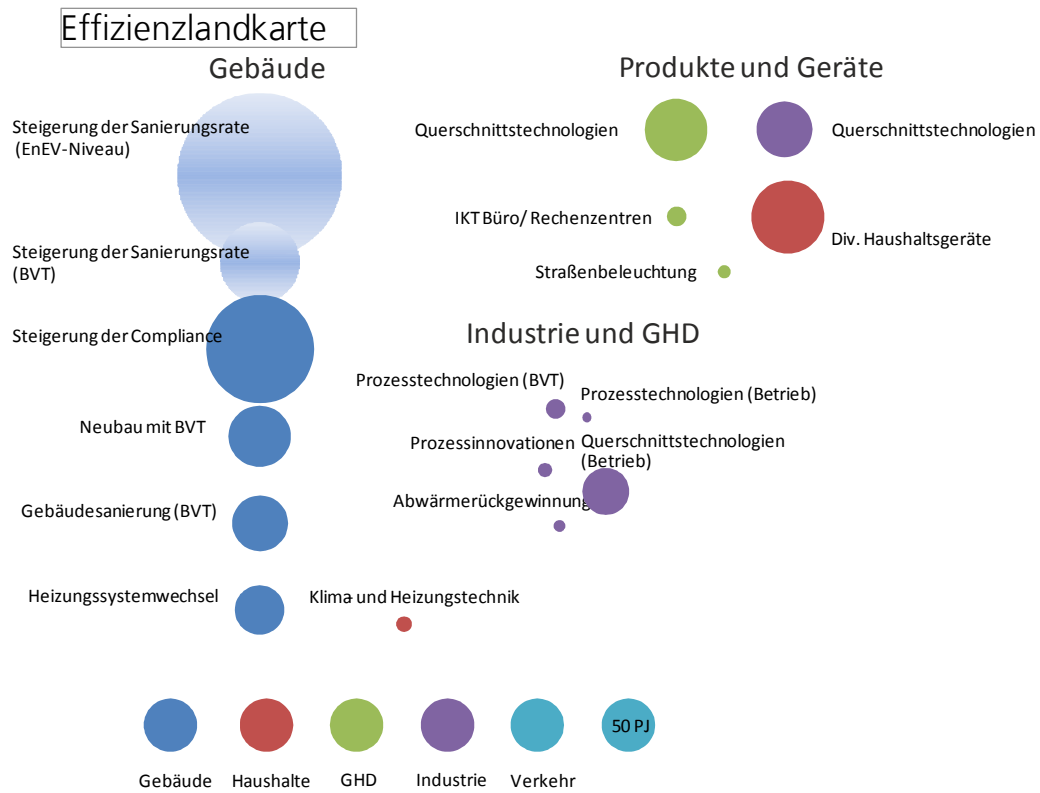 Effizienzlandkarte
Gebäude
Steigerung der Sanierungsrate
(EnEV-Niveau)
Steigerung der Sanierungsrate
(BVT)
Steigerung der Compliance
Neubau mit BVT
Gebäudesanierung (BVT)
Heizungssystemwechsel
Klima- und Heizungstechnik
Produkte und Geräte
Querschnittstechnologien
Querschnittstechnologien
IKT Büro/ Rechenzentren
Div. Haushaltsgeräte
Straßenbeleuchtung
Industrie und GHD
Prozesstechnologien (BVT)
Prozesstechnologien (Betrieb)
Prozessinnovationen
Querschnittstechnologien
(Betrieb)
Abwärmerückgewinnung
50 PJ
Gebäude
Haushalte
GHD
Industrie
Verkehr